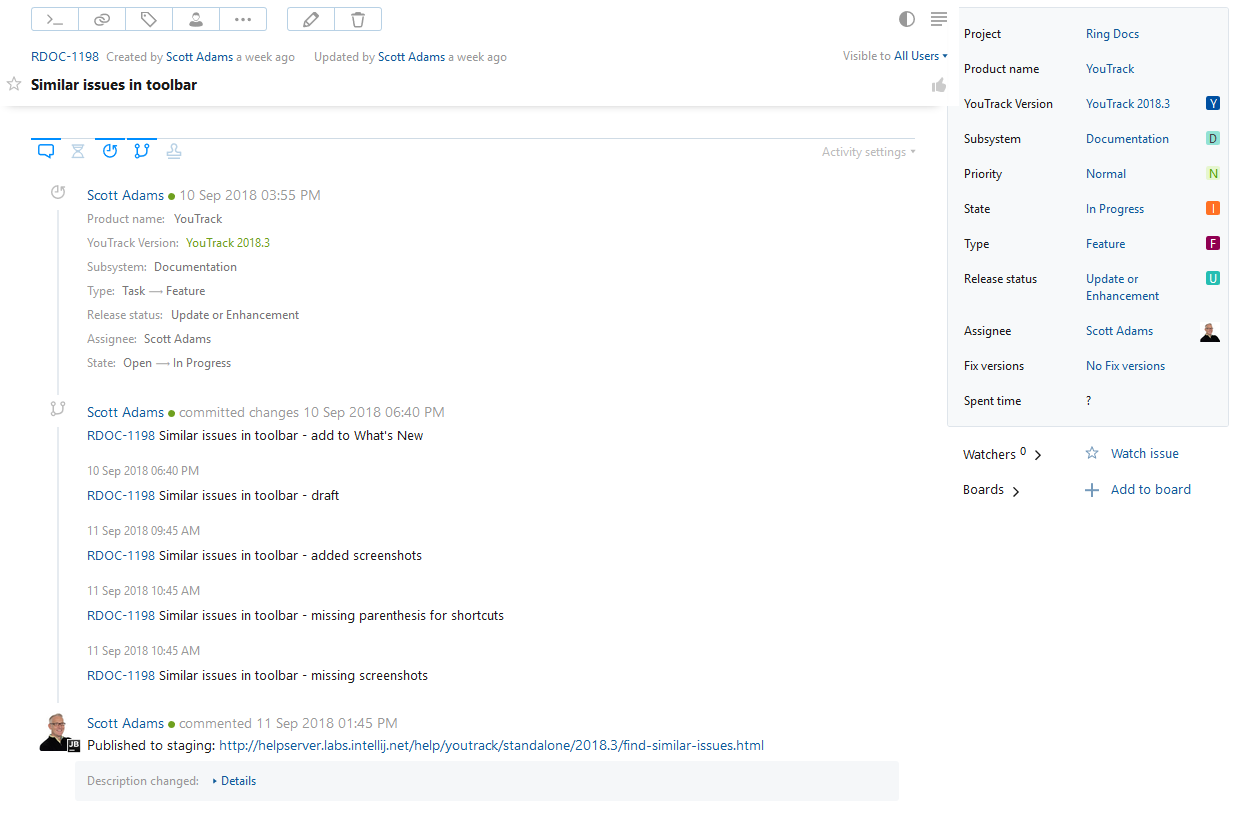 RDOC-1198 Created by Scott Adams a week ago Updated by Scott Adams a week ago Visible to All Users
Similar issues in toolbar
Activity settings
Scott Adams 10 Sep 2018 03:55 PM
Product name: YouTrack
YouTrack Version: YouTrack 2018.3
Subsystem: Documentation
Type: Task → Feature
Release status: Update or Enhancement
Assignee: Scott Adams
State: Open → In Progress
Scott Adams committed changes 10 Sep 2018 06:40 PM
RDOC-1198 Similar issues in toolbar - add to What's New
10 Sep 2018 06:40 PM
RDOC-1198 Similar issues in toolbar - draft
11 Sep 2018 09:45 AM
RDOC-1198 Similar issues in toolbar - added screenshots
11 Sep 2018 10:45 AM
RDOC-1198 Similar issues in toolbar - missing parenthesis for shortcuts
11 Sep 2018 10:45 AM
RDOC-1198 Similar issues in toolbar - missing screenshots
Scott Adams commented 11 Sep 2018 01:45 PM
JB
Published to staging: http://helpserver.labs.intellij.net/help/youtrack/standalone/2018.3/find-similar-issues.html
Description changed: Details
Project Ring Docs
Product name YouTrack
YouTrack Version YouTrack 2018.3 Y
Subsystem Documentation D
Priority Normal N
State In Progress I
Type Feature F
Release status Update or U
Enhancement
Assignee Scott Adams
Fix versions No Fix versions
Spent time ?
Watchers 0 Watch issue
Boards Add to board